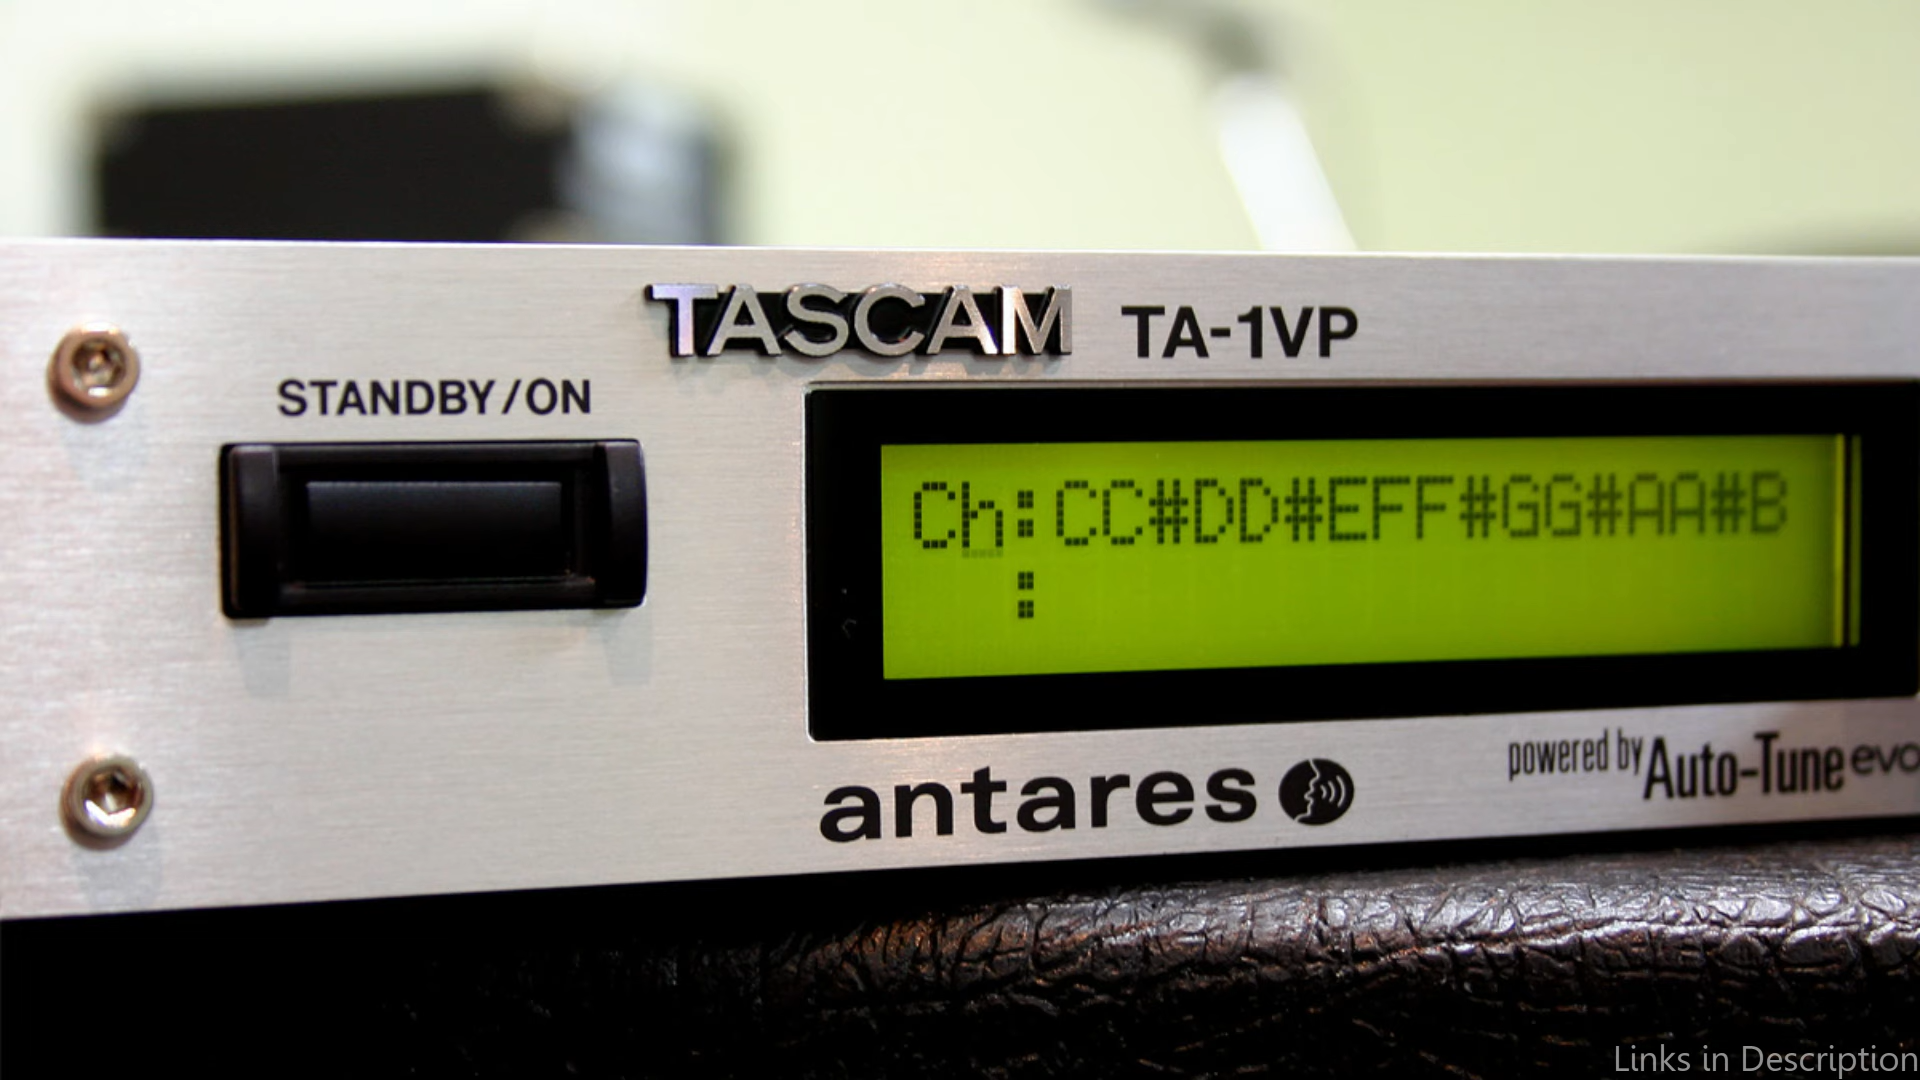 TASCAM TA-1VP
STANDBY/ON
Ch:CC#DD#EFF#GG#AA#B
:
powered by Auto-Tune evo
antares
Links in Description